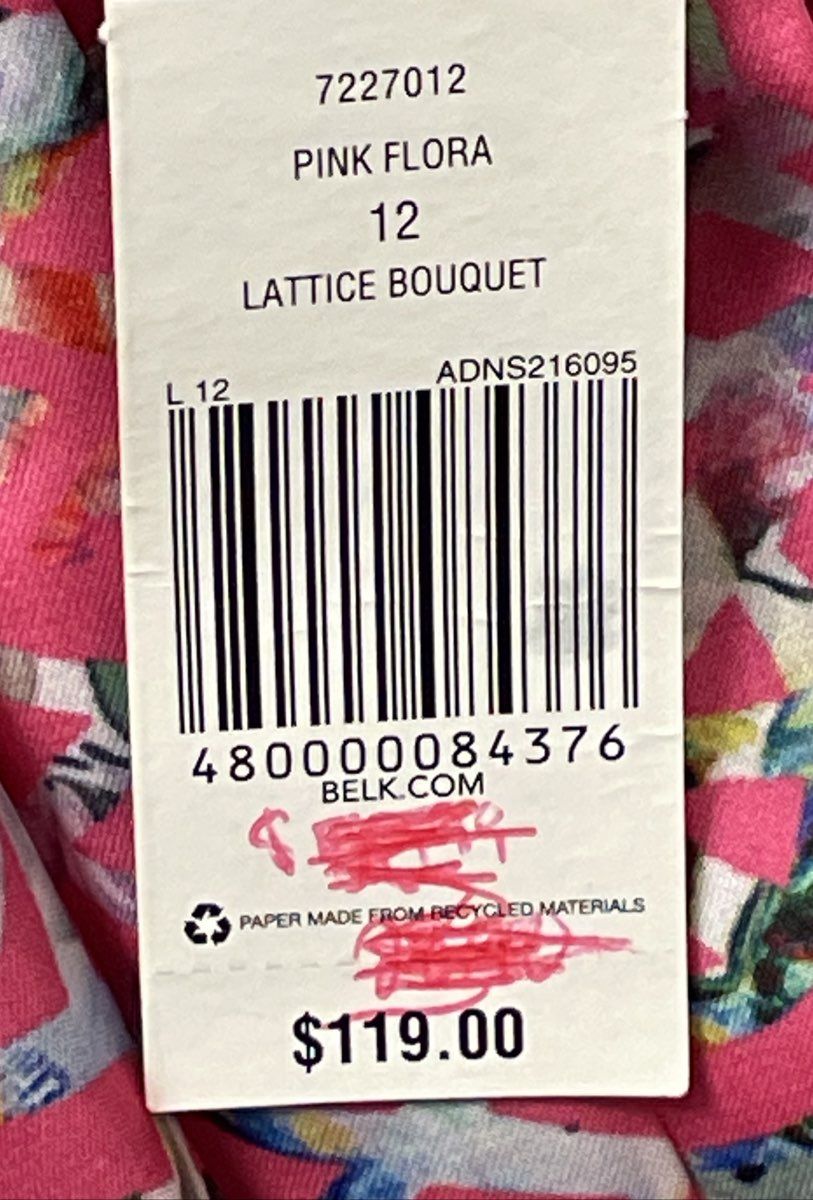 7227012
PINK FLORA
12
LATTICE BOUQUET
L 12 ADNS216095
480000084376
BELK.COM
PAPER MADE FROM RECYCLED MATERIALS
$119.00